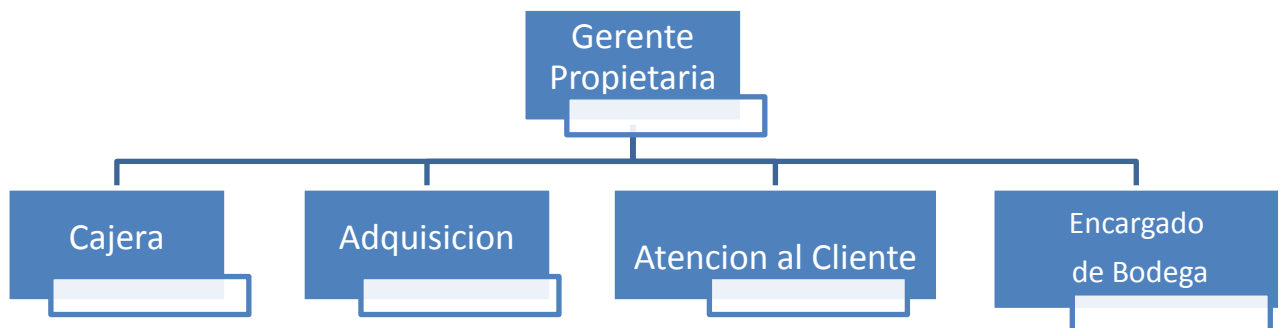 Gerente
Propietaria
Cajera
Adquisicion
Atencion al Cliente
Encargado
de Bodega